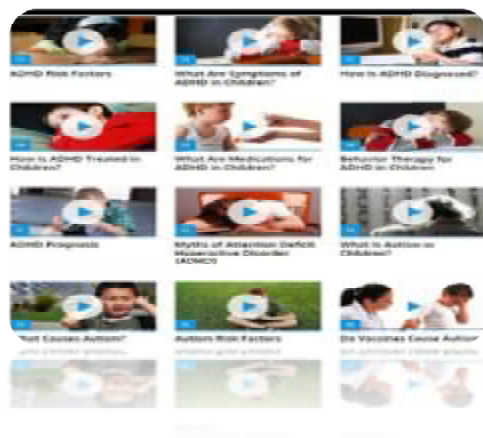 ADHD Risk Factors
What Are Symptoms of
ADHD in Children?
How Is ADHD Diagnosed?
How Is ADHD Treated in
Children?
What Are Medications for
ADHD in Children?
Behavior Therapy for
ADHD in Children
ADHD Prognosis
Myths of Attention Deficit
Hyperactive Disorder
(ADHD)
What Is Autism in
Children?
What Causes Autism?
Autism Risk Factors
Do Vaccines Cause Autism